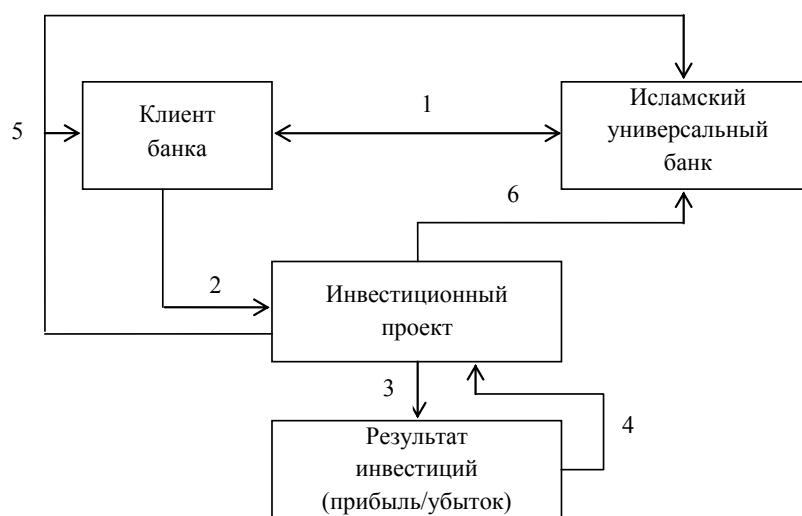 Клиент
банка
1
Исламский
универсальный
банк
5
6
2
Инвестиционный
проект
3
4
Результат
инвестиций
(прибыль/убыток)